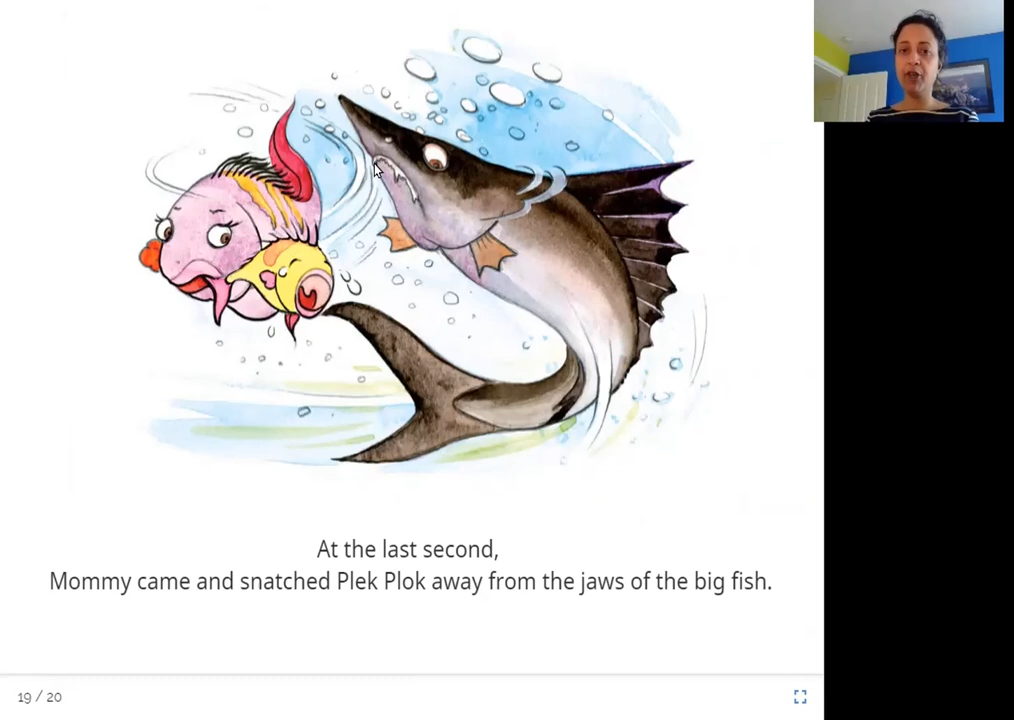 At the last second,
Mommy came and snatched Plek Plok away from the jaws of the big fish.
19 / 20